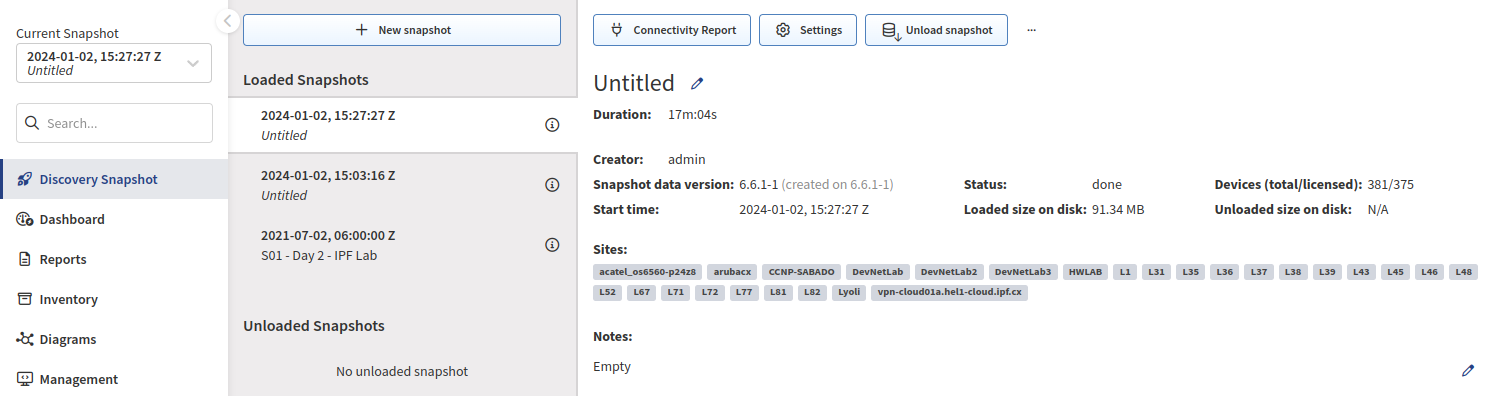 Current Snapshot
2024-01-02, 15:27:27 Z
Untitled
Search...
Discovery Snapshot
Dashboard
Reports
Inventory
Diagrams
Management
New snapshot
Loaded Snapshots
2024-01-02, 15:27:27 Z
Untitled
2024-01-02, 15:03:16 Z
Untitled
2021-07-02, 06:00:00 Z
S01 - Day 2 - IPF Lab
Unloaded Snapshots
No unloaded snapshot
Connectivity Report Settings Unload snapshot ...
Untitled
Duration: 17m:04s
Creator: admin
Snapshot data version: 6.6.1-1 (created on 6.6.1-1) Status: done Devices (total/licensed): 381/375
Start time: 2024-01-02, 15:27:27 Z Loaded size on disk: 91.34 MB Unloaded size on disk: N/A
Sites:
acatel_os6560-p24z8 arubacx CCNP-SABADO DevNetLab DevNetLab2 DevNetLab3 HWLAB L1 L31 L35 L36 L37 L38 L39 L43 L45 L46 L48
L52 L67 L71 L72 L77 L81 L82 Lyoli vpn-cloud01a.hel1-cloud.ipf.cx
Notes:
Empty